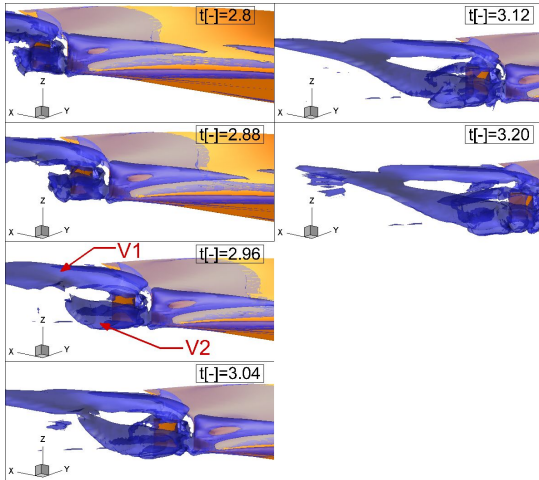 t[-]=2.8
Z
X
Y
t[-]=2.88
Z
X
Y
t[-]=2.96
V1
V2
Z
X
Y
t[-]=3.04
Z
X
Y
t[-]=3.12
Z
X
Y
t[-]=3.20
Z
X
Y